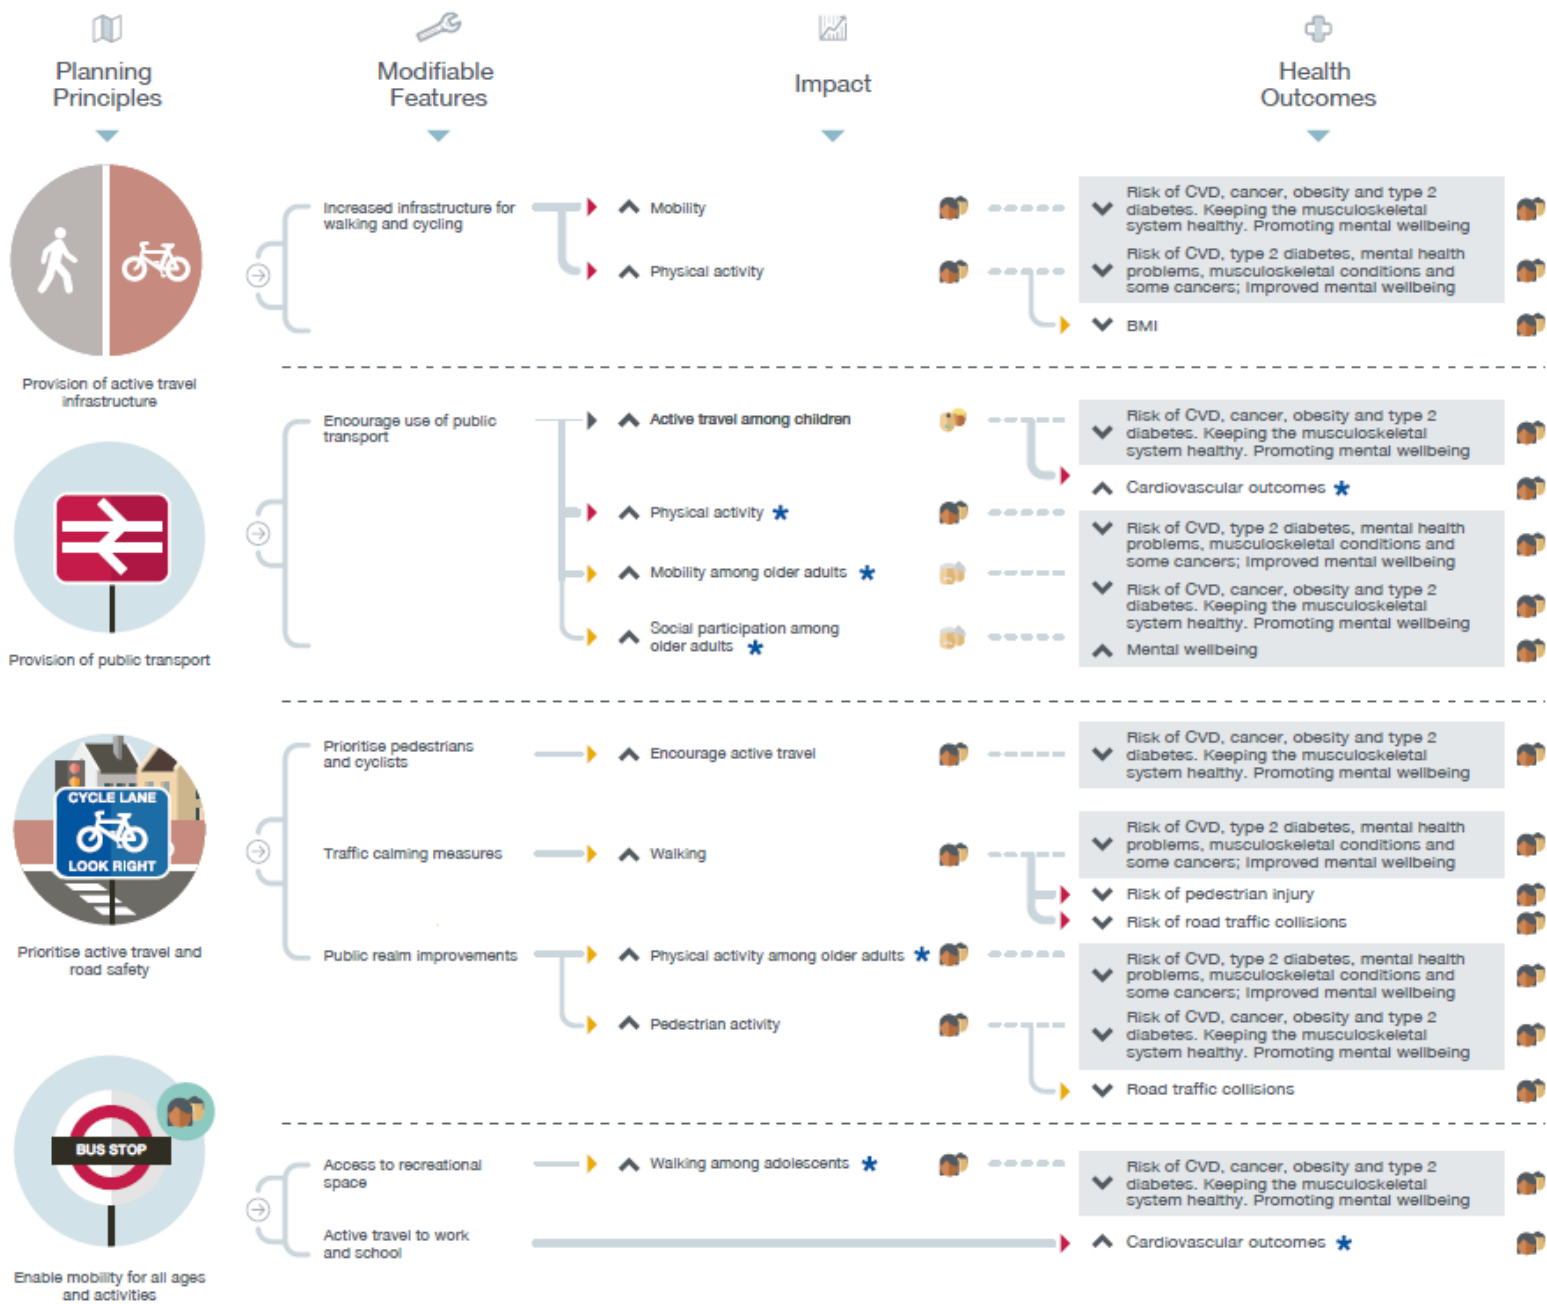 Planning
Principles
Modifiable
Features
Impact
Health
Outcomes
Provision of active travel
infrastructure
Increased infrastructure for
walking and cycling
Mobility
Risk of CVD, cancer, obesity and type 2
diabetes. Keeping the musculoskeletal
system healthy. Promoting mental wellbeing
Physical activity
Risk of CVD, type 2 diabetes, mental health
problems, musculoskeletal conditions and
some cancers; Improved mental wellbeing
BMI
Provision of public transport
Encourage use of public
transport
Active travel among children
Risk of CVD, cancer, obesity and type 2
diabetes. Keeping the musculoskeletal
system healthy. Promoting mental wellbeing
Cardiovascular outcomes *
Physical activity *
Risk of CVD, type 2 diabetes, mental health
problems, musculoskeletal conditions and
some cancers; Improved mental wellbeing
Mobility among older adults *
Risk of CVD, cancer, obesity and type 2
diabetes. Keeping the musculoskeletal
system healthy. Promoting mental wellbeing
Social participation among
older adults *
Mental wellbeing
CYCLE LANE
LOOK RIGHT
Prioritise active travel and
road safety
Prioritise pedestrians
and cyclists
Encourage active travel
Risk of CVD, cancer, obesity and type 2
diabetes. Keeping the musculoskeletal
system healthy. Promoting mental wellbeing
Traffic calming measures
Walking
Risk of CVD, type 2 diabetes, mental health
problems, musculoskeletal conditions and
some cancers; Improved mental wellbeing
Risk of pedestrian injury
Risk of road traffic collisions
Public realm improvements
Physical activity among older adults *
Risk of CVD, type 2 diabetes, mental health
problems, musculoskeletal conditions and
some cancers; Improved mental wellbeing
Pedestrian activity
Risk of CVD, cancer, obesity and type 2
diabetes. Keeping the musculoskeletal
system healthy. Promoting mental wellbeing
Road traffic collisions
BUS STOP
Enable mobility for all ages
and activities
Access to recreational
space
Walking among adolescents *
Risk of CVD, cancer, obesity and type 2
diabetes. Keeping the musculoskeletal
system healthy. Promoting mental wellbeing
Active travel to work
and school
Cardiovascular outcomes *